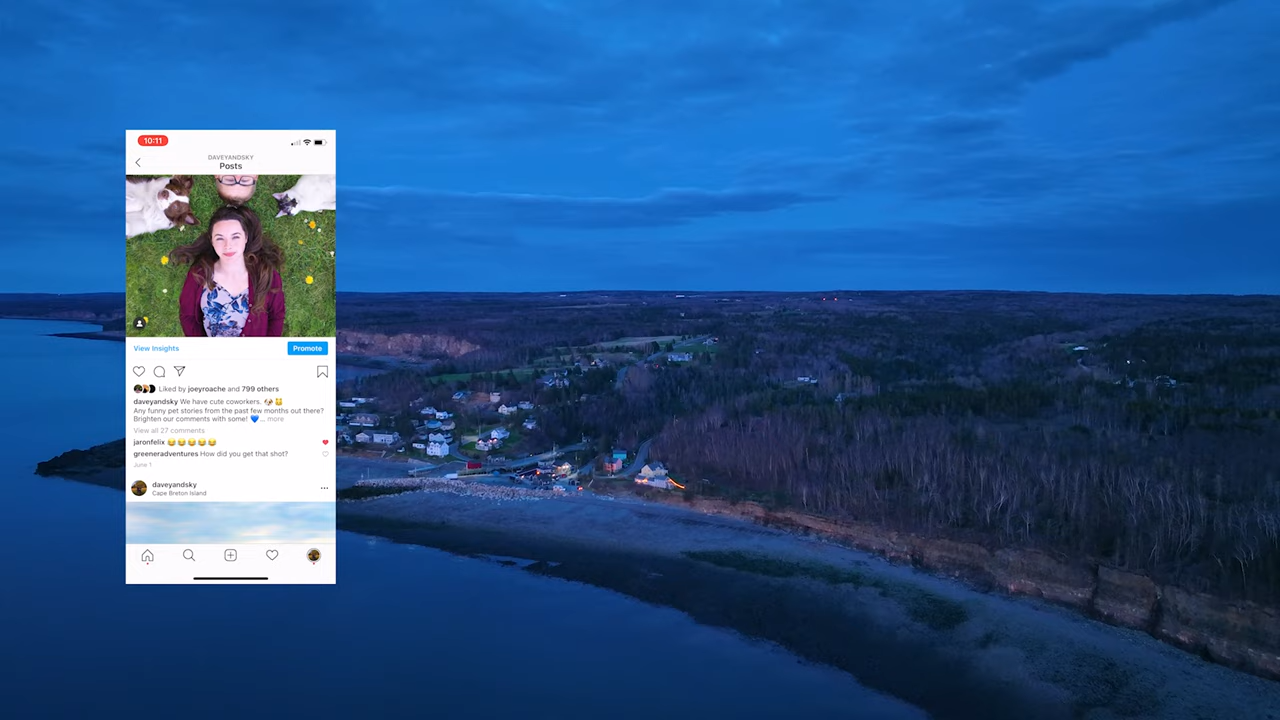 10:11
DAVEYANDSKY
Posts
View Insights
Promote
Liked by joeyroache and 799 others
daveyandsky We have cute coworkers. 🐶🐱
Any funny pet stories from the past few months out there?
Brighten our comments with some! 💙... more
View all 27 comments
jaronfelix 😂😂😂😂😂
greeneradventures How did you get that shot?
June 1
daveyandsky
Cape Breton Island